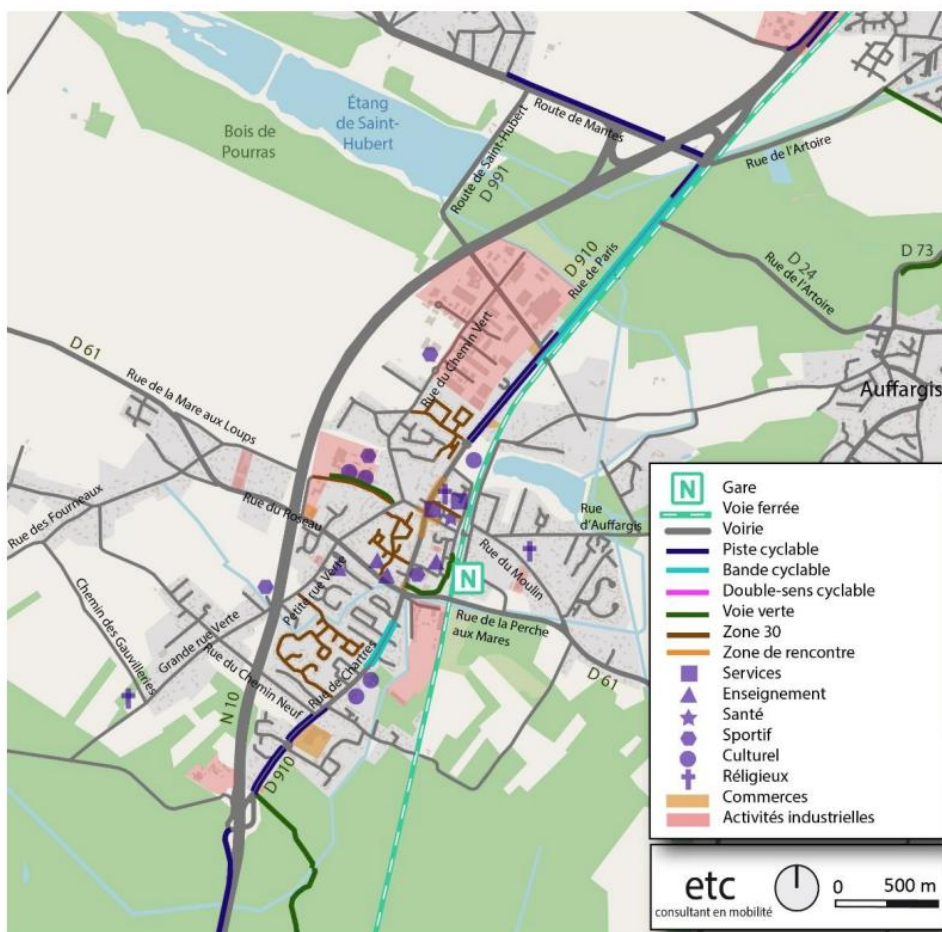 Étang
de Saint-
Hubert
Bois de
Pourras
Route de Mantes
Route de Saint-Hubert
D 991
Rue de l'Artoire
D 910
Rue de Paris
D 24
Rue de l'Artoire
D 73
Rue du Chemin Vert
D 61
Rue de la Mare aux Loups
Auffargis
Rue des Fourneaux
Rue du Roseau
Rue
d'Auffargis
Rue du Moulin
Petite rue Verte
Chemin des Gauvilleries
Grande rue Verte
Rue de la Perche
aux Mares
Rue du Chemin Neuf
Rue de Chartres
D 61
N 10
D 910
N
N
Gare
Voie ferrée
Voirie
Piste cyclable
Bande cyclable
Double-sens cyclable
Voie verte
Zone 30
Zone de rencontre
Services
Enseignement
Santé
Sportif
Culturel
Réligieux
Commerces
Activités industrielles
etc
consultant en mobilité
0 500 m